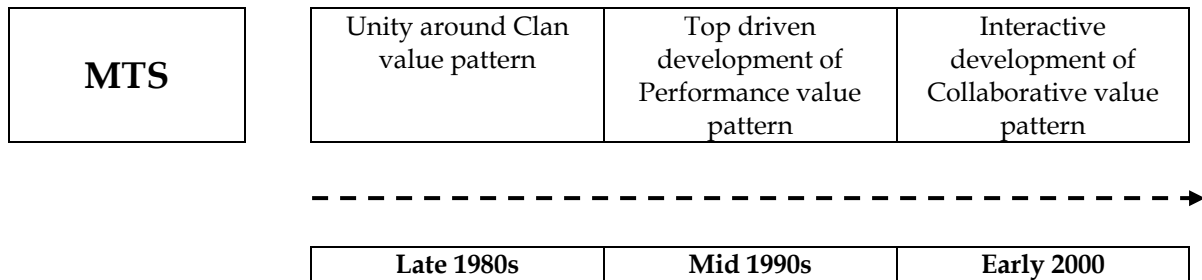 MTS
Unity around Clan
value pattern
Top driven
development of
Performance value
pattern
Interactive
development of
Collaborative value
pattern
Late 1980s
Mid 1990s
Early 2000